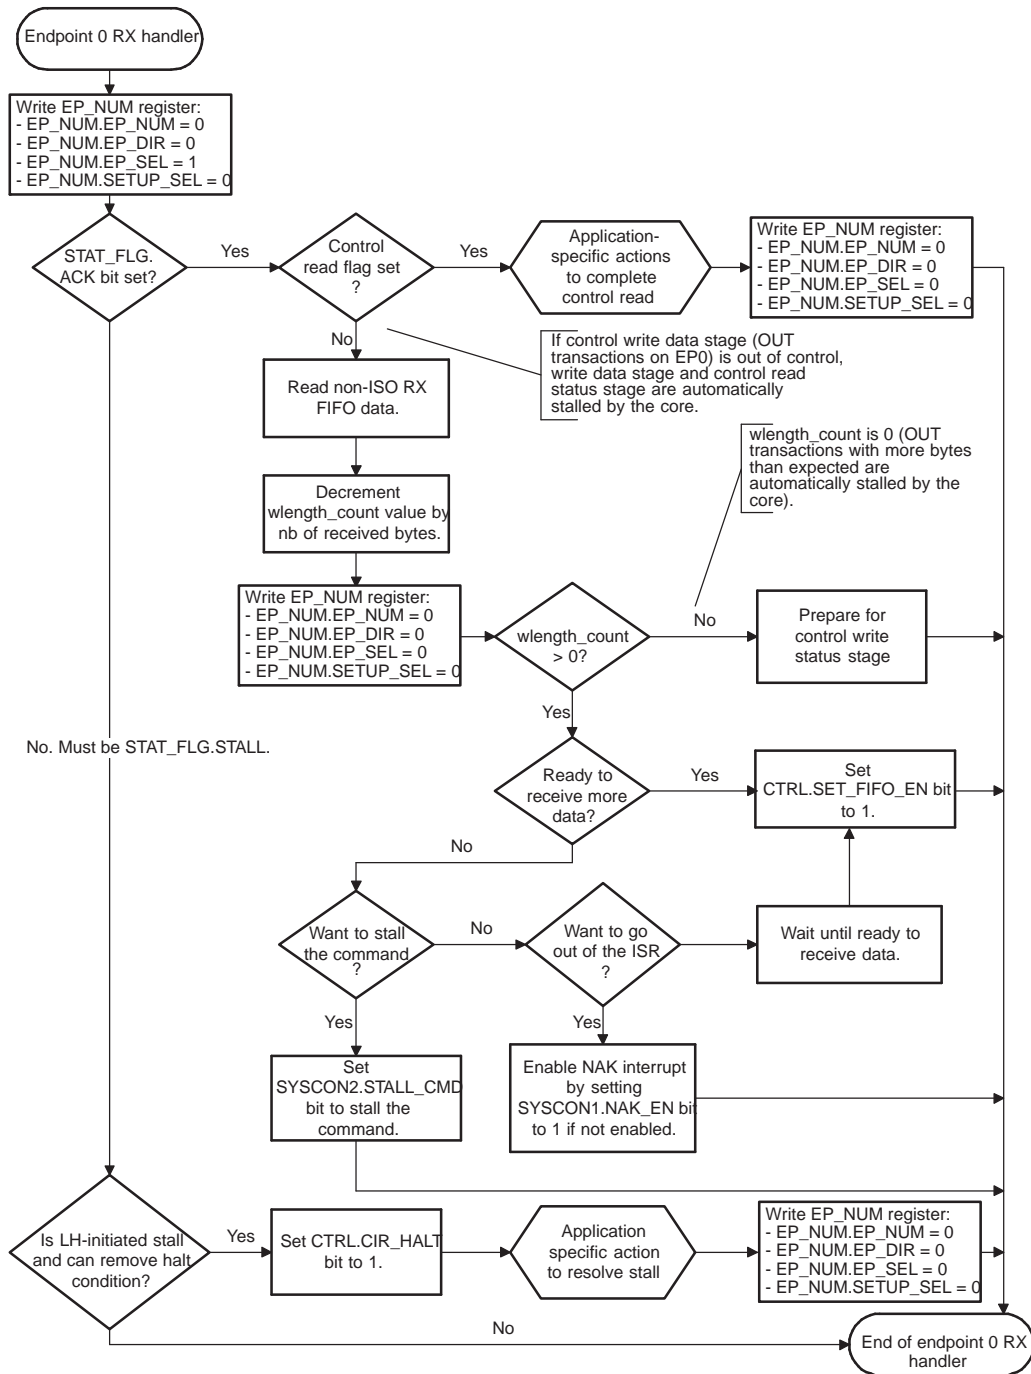 Endpoint 0 RX handler
Write EP_NUM register:
- EP_NUM.EP_NUM = 0
- EP_NUM.EP_DIR = 0
- EP_NUM.EP_SEL = 1
- EP_NUM.SETUP_SEL = 0
STAT_FLG.
ACK bit set?
Yes
Control
read flag set
?
Yes
Application-
specific actions
to complete
control read
Write EP_NUM register:
- EP_NUM.EP_NUM = 0
- EP_NUM.EP_DIR = 0
- EP_NUM.EP_SEL = 0
- EP_NUM.SETUP_SEL = 0
No
If control write data stage (OUT
transactions on EP0) is out of control,
write data stage and control read
status stage are automatically
stalled by the core.
Read non-ISO RX
FIFO data.
wlength_count is 0 (OUT
transactions with more bytes
than expected are
automatically stalled by the
core).
Decrement
wlength_count value by
nb of received bytes.
Write EP_NUM register:
- EP_NUM.EP_NUM = 0
- EP_NUM.EP_DIR = 0
- EP_NUM.EP_SEL = 0
- EP_NUM.SETUP_SEL = 0
wlength_count
> 0?
No
Prepare for
control write
status stage
Yes
No. Must be STAT_FLG.STALL.
Ready to
receive more
data?
Yes
Set
CTRL.SET_FIFO_EN bit
to 1.
No
Want to stall
the command
?
No
Want to go
out of the ISR
?
Wait until ready to
receive data.
Yes
Yes
Set
SYSCON2.STALL_CMD
bit to stall the
command.
Enable NAK interrupt
by setting
SYSCON1.NAK_EN bit
to 1 if not enabled.
Is LH-initiated stall
and can remove halt
condition?
Yes
Set CTRL.CIR_HALT
bit to 1.
Application
specific action
to resolve stall
Write EP_NUM register:
- EP_NUM.EP_NUM = 0
- EP_NUM.EP_DIR = 0
- EP_NUM.EP_SEL = 0
- EP_NUM.SETUP_SEL = 0
No
End of endpoint 0 RX
handler